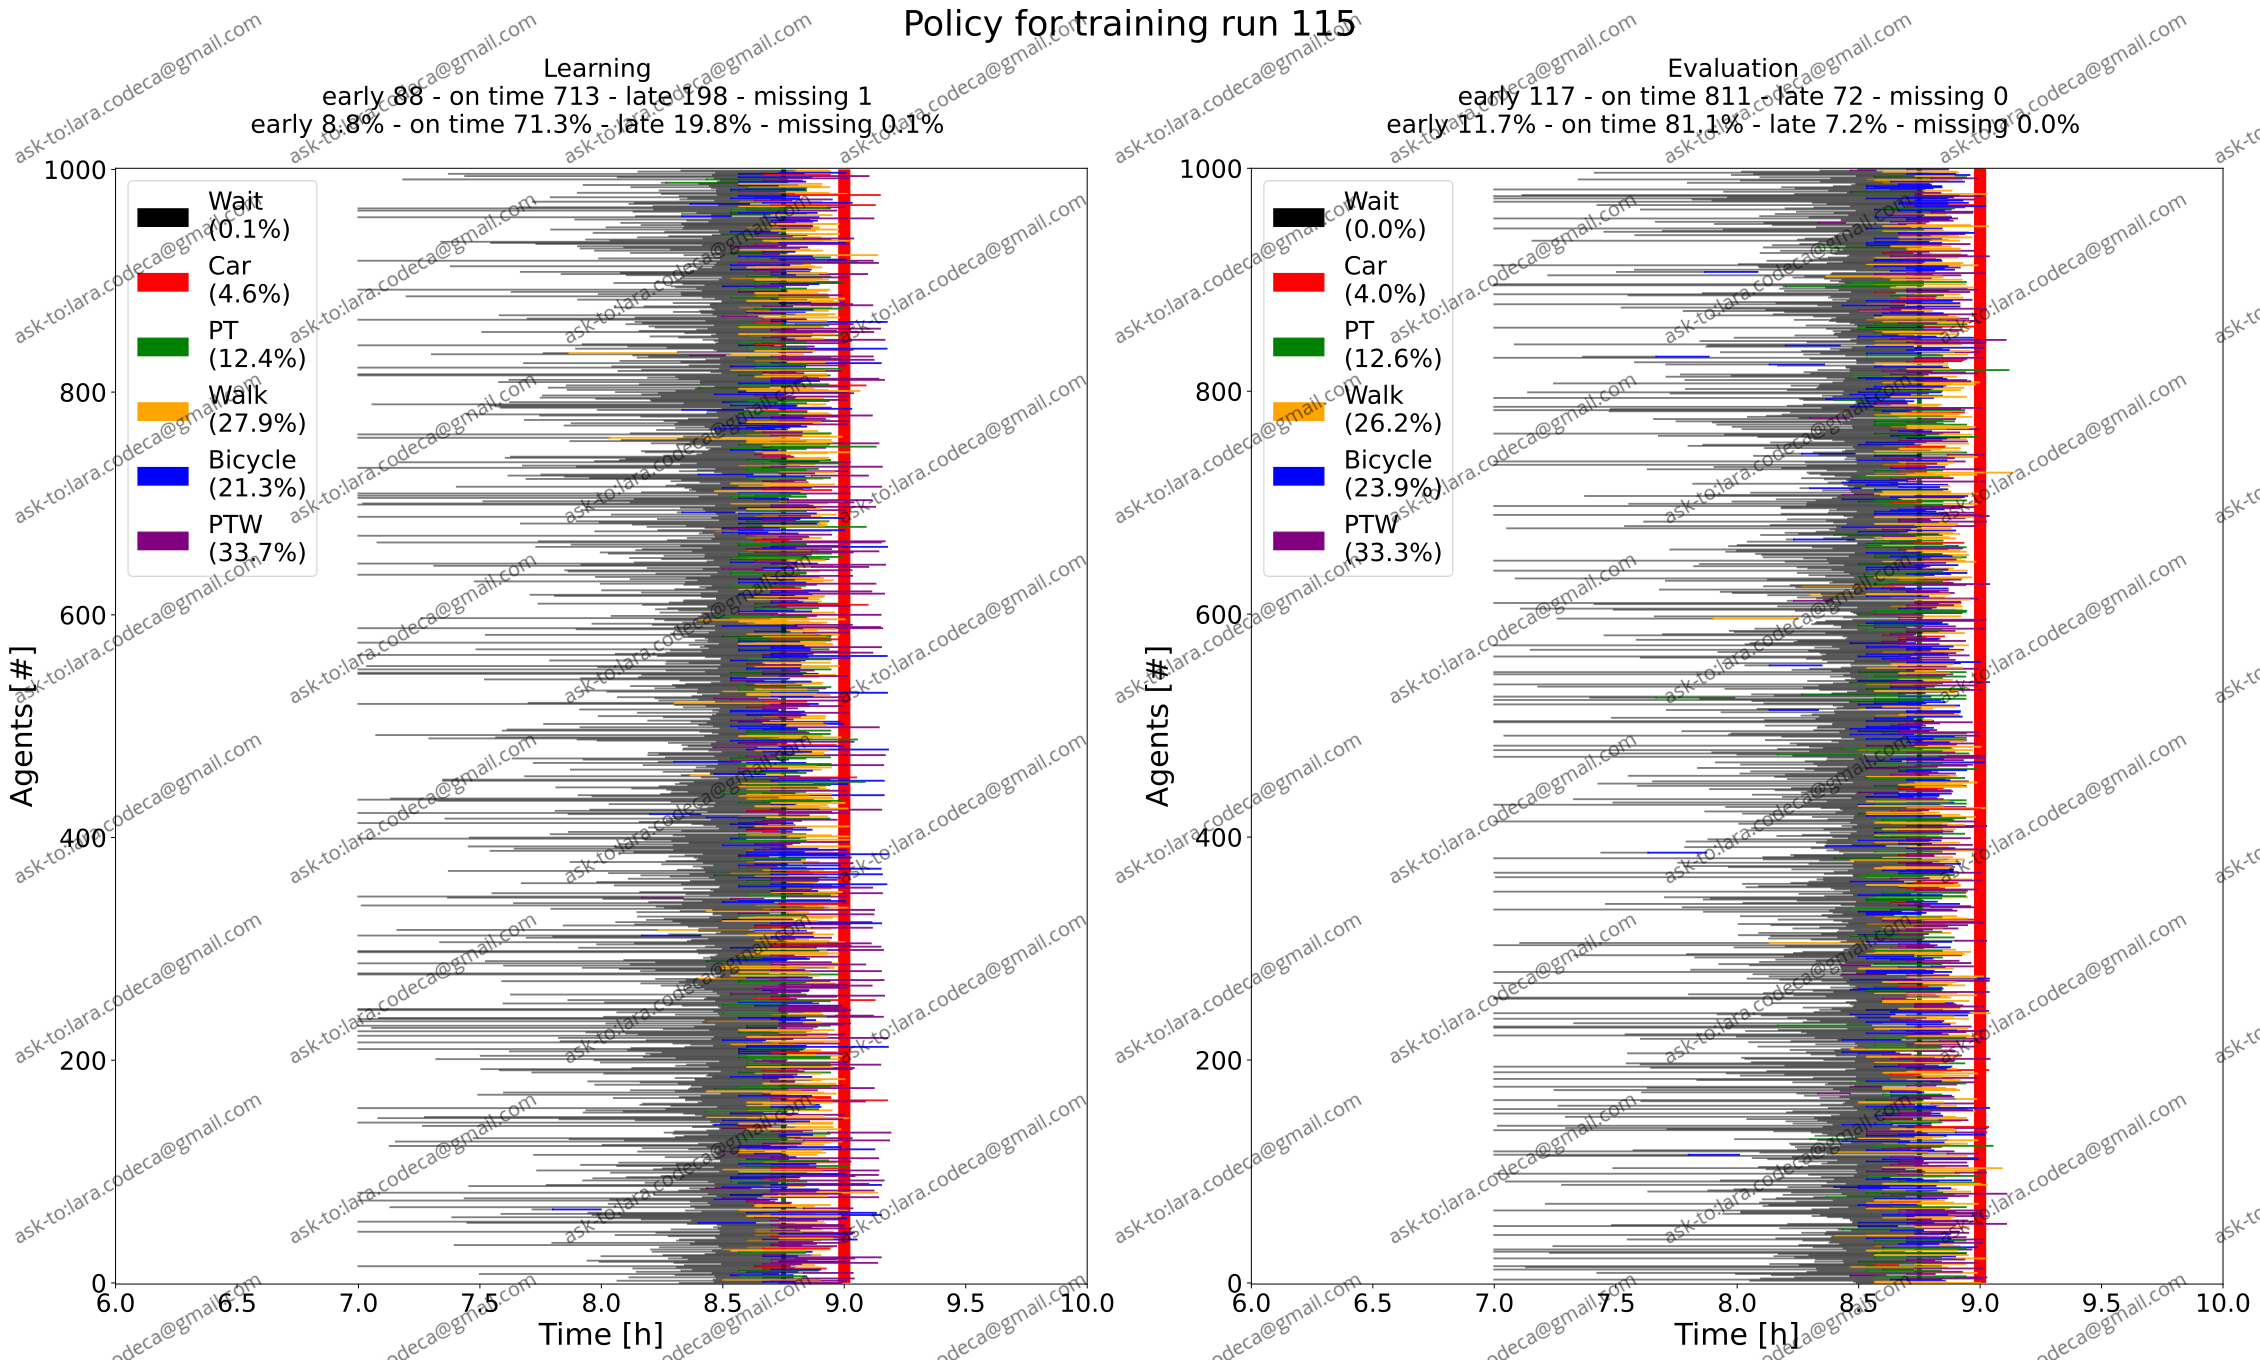 Policy for training run 115
Learning
early 88 - on time 713 - late 198 - missing 1
early 8.8% - on time 71.3% - late 19.8% - missing 0.1%
Evaluation
early 117 - on time 811 - late 72 - missing 0
early 11.7% - on time 81.1% - late 7.2% - missing 0.0%
Wait
(0.1%)
Car
(4.6%)
PT
(12.4%)
Walk
(27.9%)
Bicycle
(21.3%)
PTW
(33.7%)
1000
800
600
400
200
0
Agents [#]
6.0 6.5 7.0 7.5 8.0 8.5 9.0 9.5 10.0
Time [h]
Wait
(0.0%)
Car
(4.0%)
PT
(12.6%)
Walk
(26.2%)
Bicycle
(23.9%)
PTW
(33.3%)
1000
800
600
400
200
0
Agents [#]
6.0 6.5 7.0 7.5 8.0 8.5 9.0 9.5 10.0
Time [h]
ask-to:lara.codeca@gmail.com